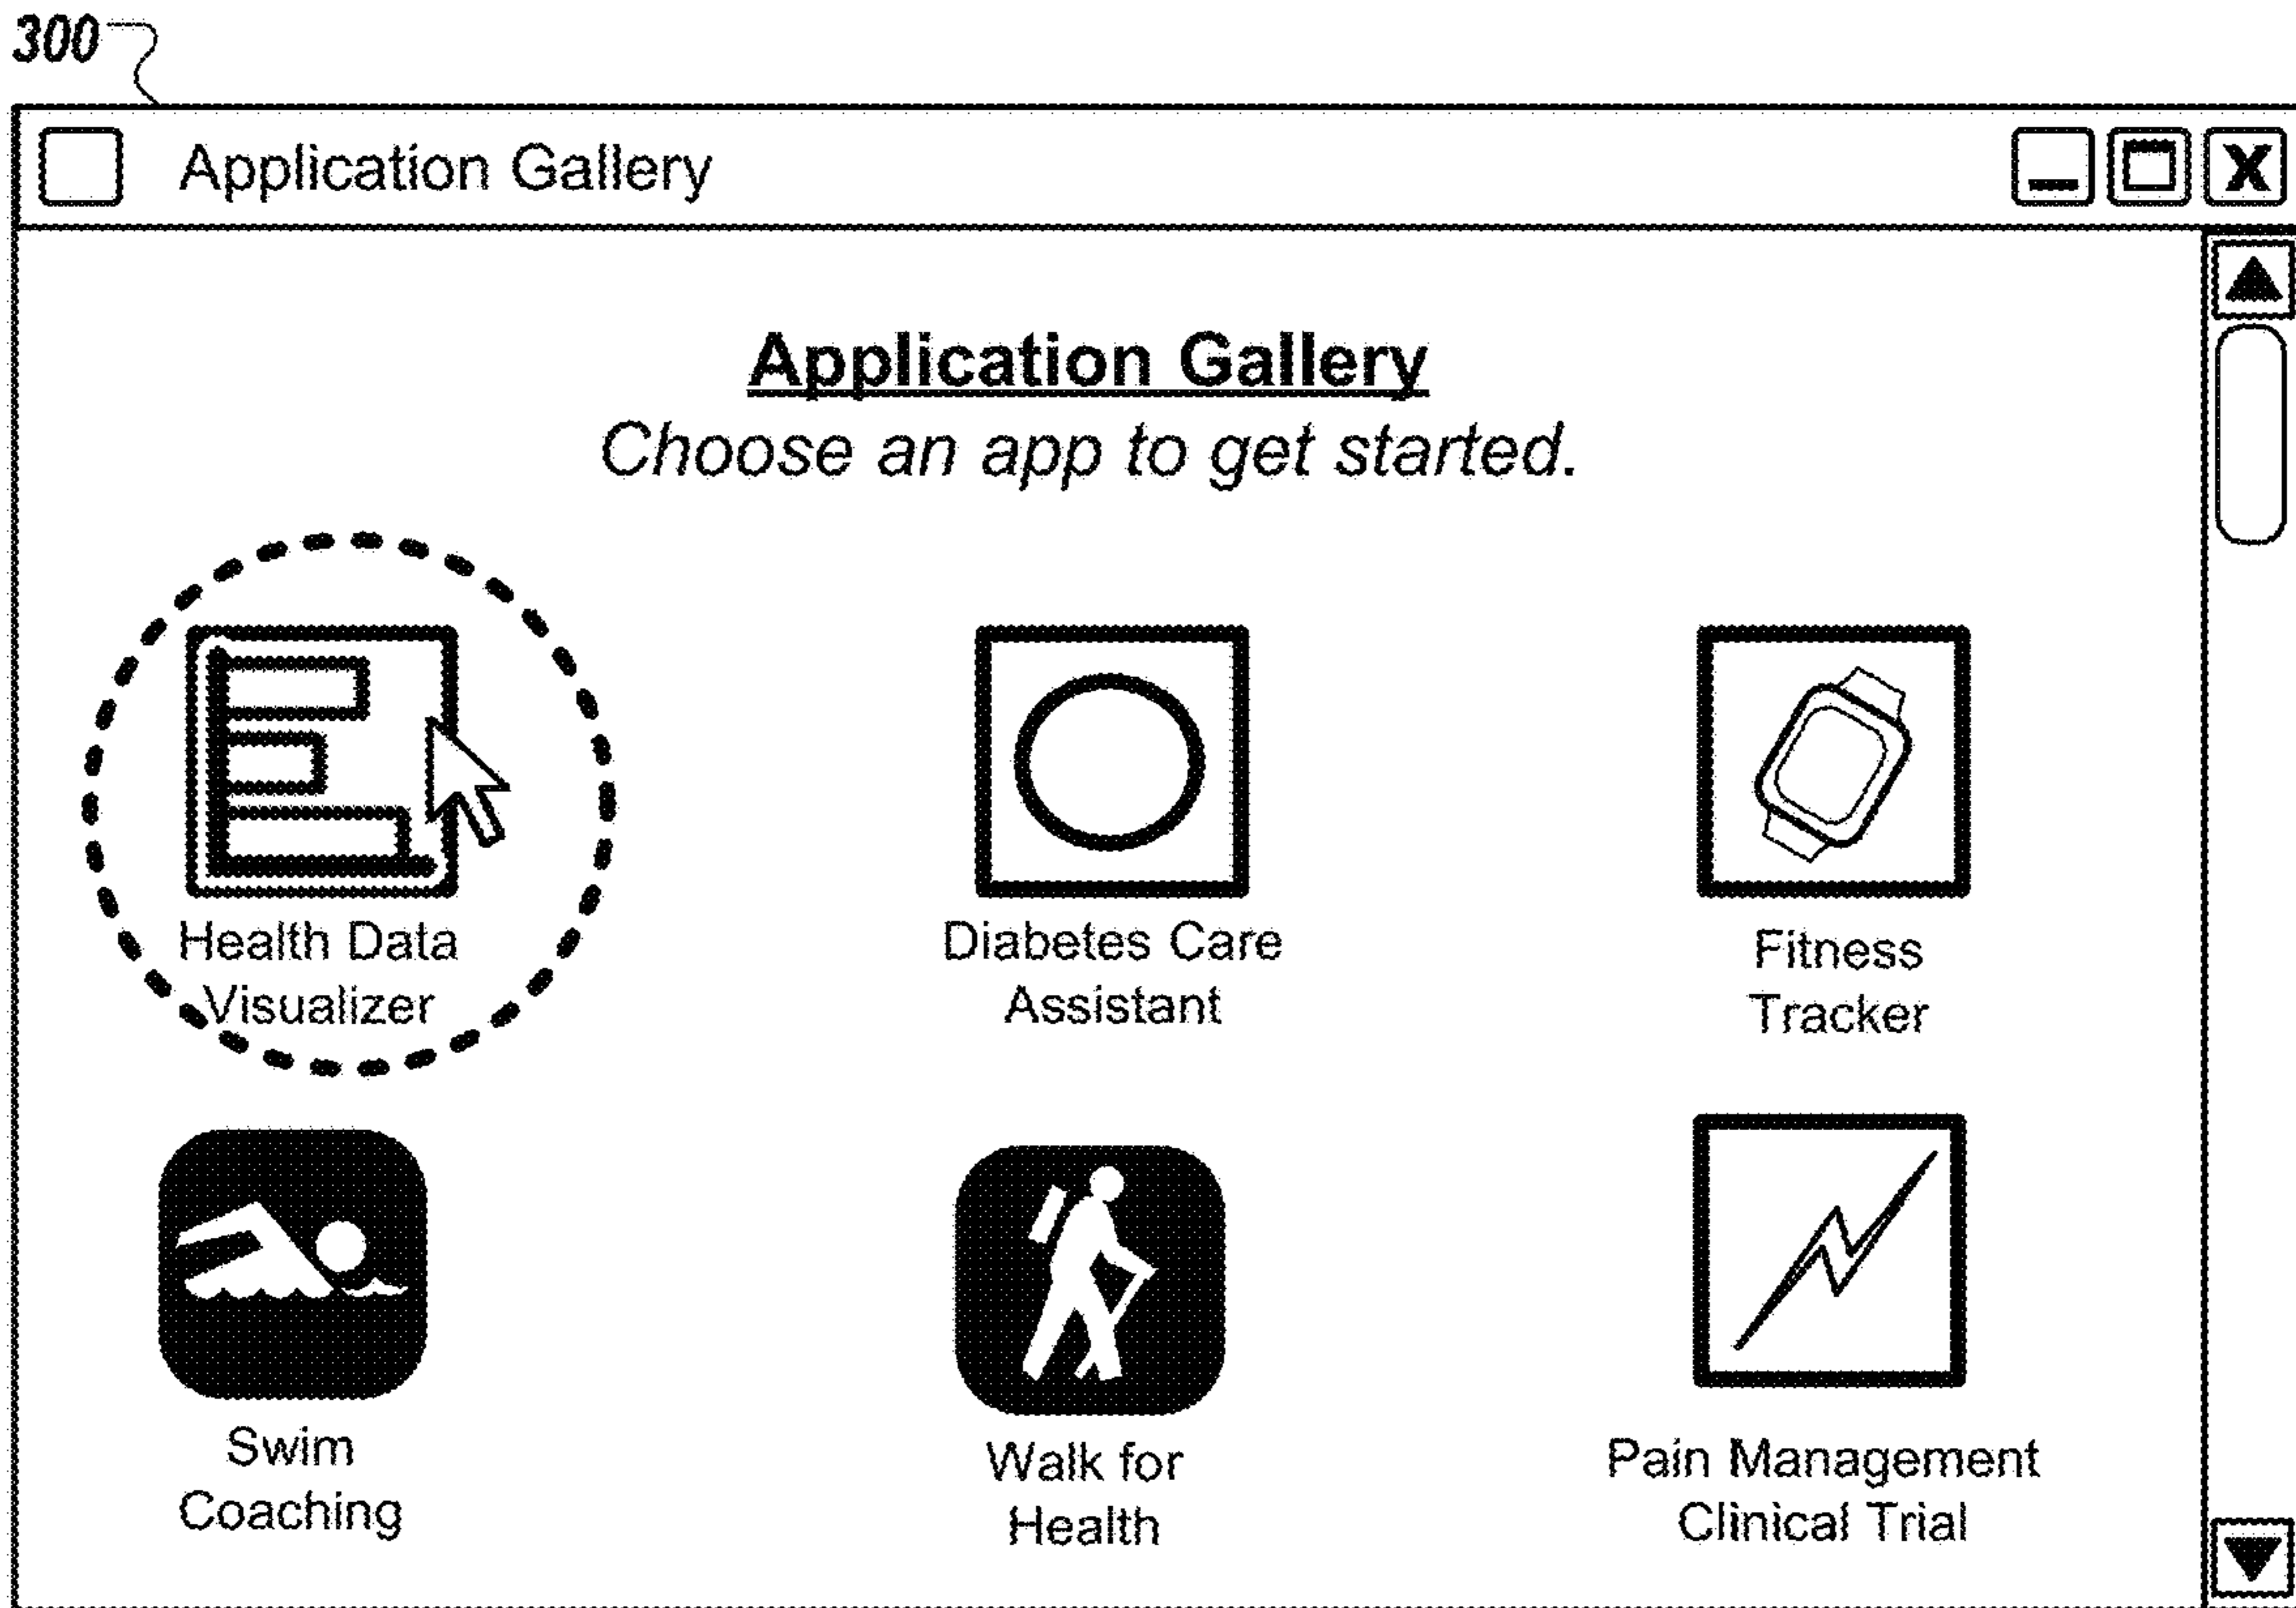 300
Application Gallery
X
Application Gallery
Choose an app to get started.
Health Data
Visualizer
Diabetes Care
Assistant
Fitness
Tracker
Swim
Coaching
Walk for
Health
Pain Management
Clinical Trial